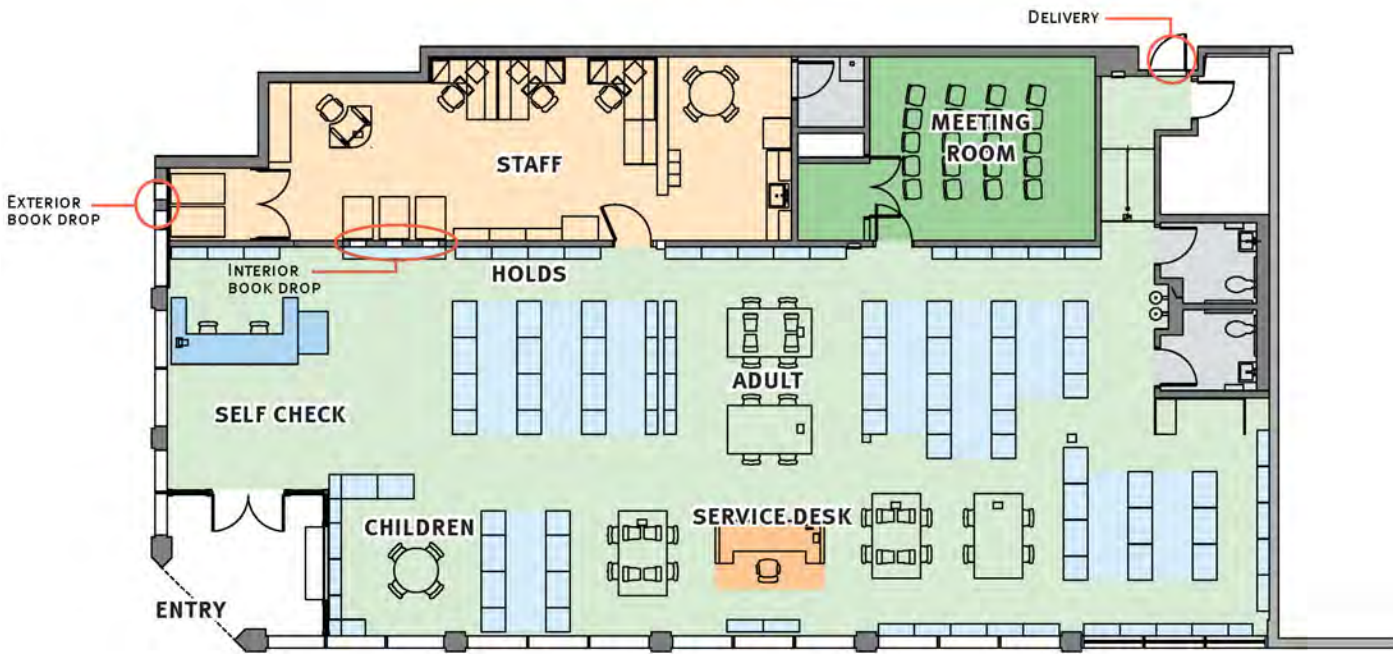 DELIVERY
MEETING
ROOM
STAFF
EXTERIOR
BOOK DROP
INTERIOR
BOOK DROP
HOLDS
ADULT
SELF CHECK
SERVICE DESK
CHILDREN
ENTRY